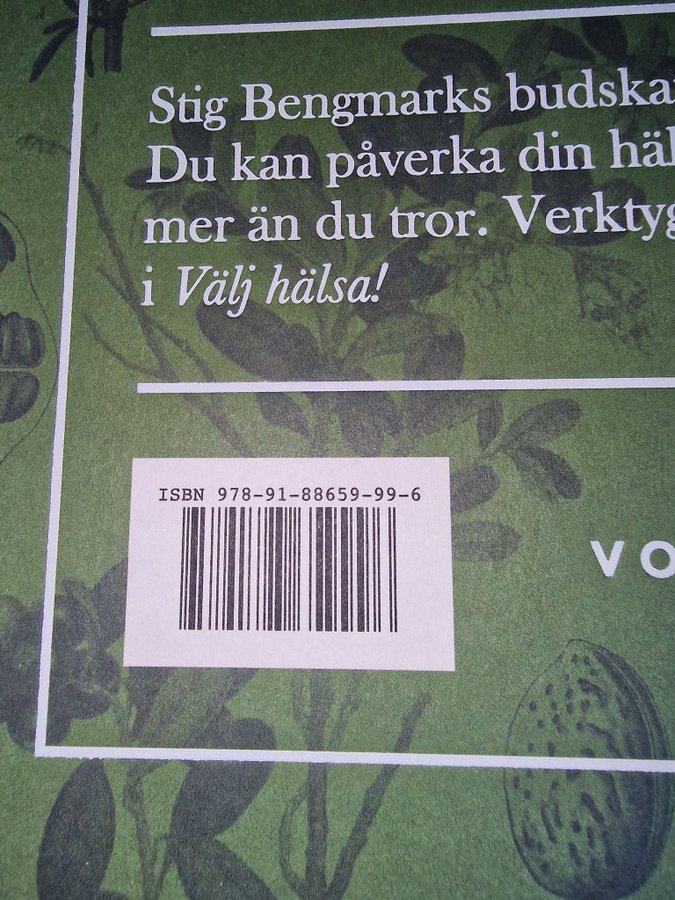 Stig Bengmarks budska
Du kan påverka din häl
mer än du tror. Verktyg
i Välj hälsa!
ISBN 978-91-88659-99-6
VO